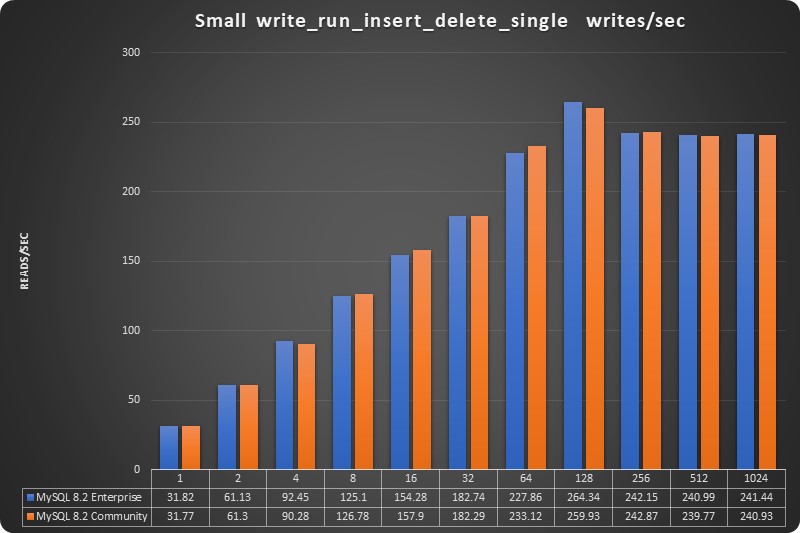 Small write_run_insert_delete_single writes/sec
300
250
200
150
100
50
0
READS/SEC
1 2 4 8 16 32 64 128 256 512 1024
MySQL 8.2 Enterprise 31.82 61.13 92.45 125.1 154.28 182.74 227.86 264.34 242.15 240.99 241.44
MySQL 8.2 Community 31.77 61.3 90.28 126.78 157.9 182.29 233.12 259.93 242.87 239.77 240.93